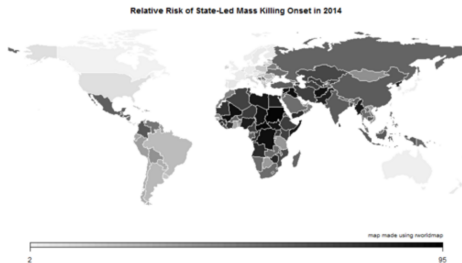 Relative Risk of State-Led Mass Killing Onset in 2014
map made using rworldmap
2
95